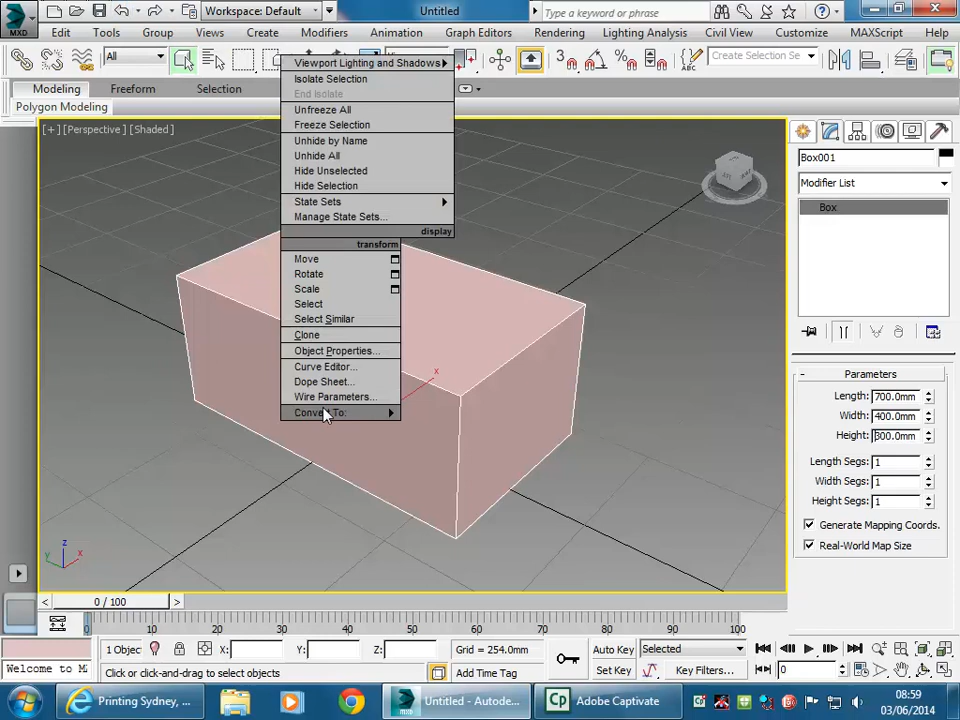 Workspace: Default
Untitled
Type a keyword or phrase
MXD
Edit Tools Group Views Create Modifiers Animation Graph Editors Rendering Lighting Analysis Civil View Customize MAXScript Help
All
3
Create Selection Se
Modeling Freeform Selection
Polygon Modeling
[+] [Perspective] [Shaded]
Viewport Lighting and Shadows
Isolate Selection
End Isolate
Unfreeze All
Freeze Selection
Unhide by Name
Unhide All
Hide Unselected
Hide Selection
State Sets
Manage State Sets...
display
transform
Move
Rotate
Scale
Select
Select Similar
Clone
Object Properties...
Curve Editor...
Dope Sheet...
Wire Parameters...
Convert To:
x
z
y
x
Box001
Modifier List
Box
Parameters
Length: 700.0mm
Width: 400.0mm
Height: 300.0mm
Length Segs: 1
Width Segs: 1
Height Segs: 1
Generate Mapping Coords.
Real-World Map Size
< 0 / 100 >
0 10 20 30 40 50 60 70 80 90 100
1 Object X: Y: Z: Grid = 254.0mm
Auto Key Selected
Welcome to M
Click or click-and-drag to select objects
Add Time Tag
Set Key Key Filters...
0
Printing Sydney, ...
Untitled - Autode...
Cp Adobe Captivate
08:59
03/06/2014